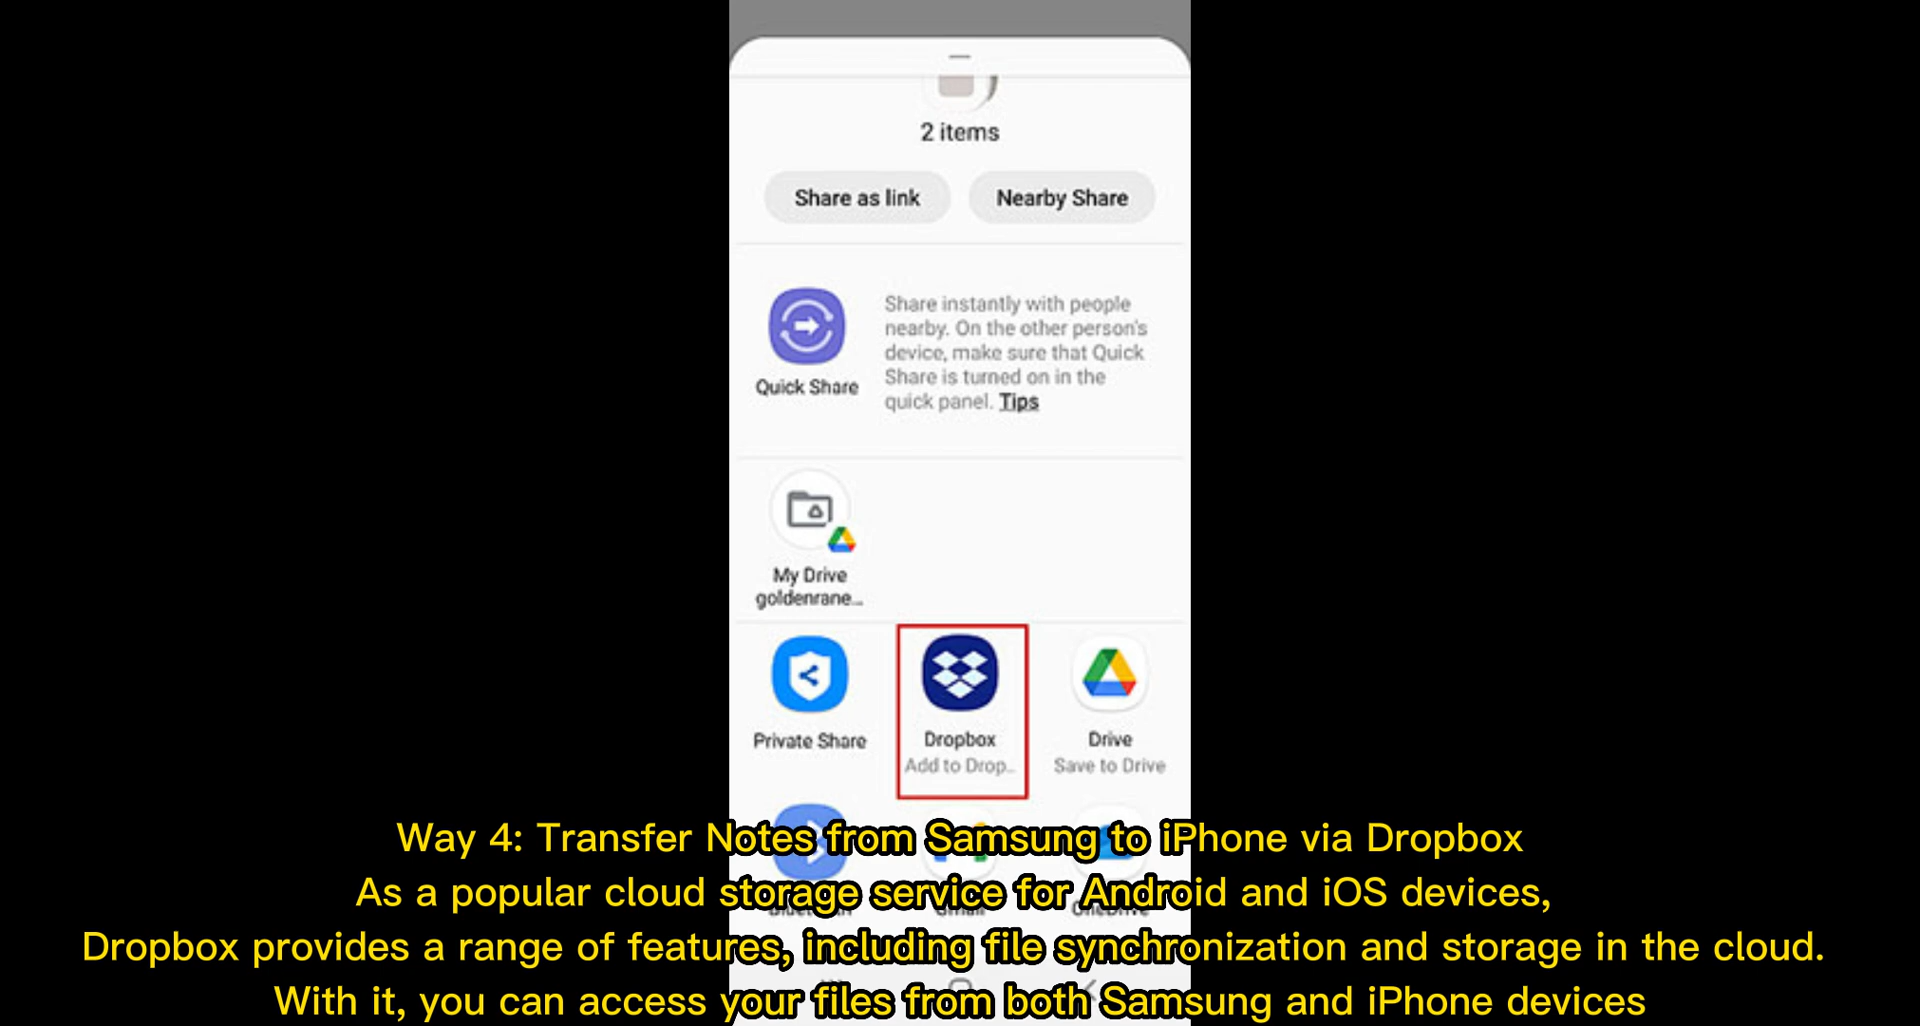 2 items
Share as link
Nearby Share
Share instantly with people
nearby. On the other person's
device, make sure that Quick
Share is turned on in the
quick panel. Tips
Quick Share
My Drive
goldenrane...
Private Share
Dropbox
Add to Drop...
Drive
Save to Drive
Way 4: Transfer Notes from Samsung to iPhone via Dropbox
As a popular cloud storage service for Android and iOS devices,
Dropbox provides a range of features, including file synchronization and storage in the cloud.
With it, you can access your files from both Samsung and iPhone devices